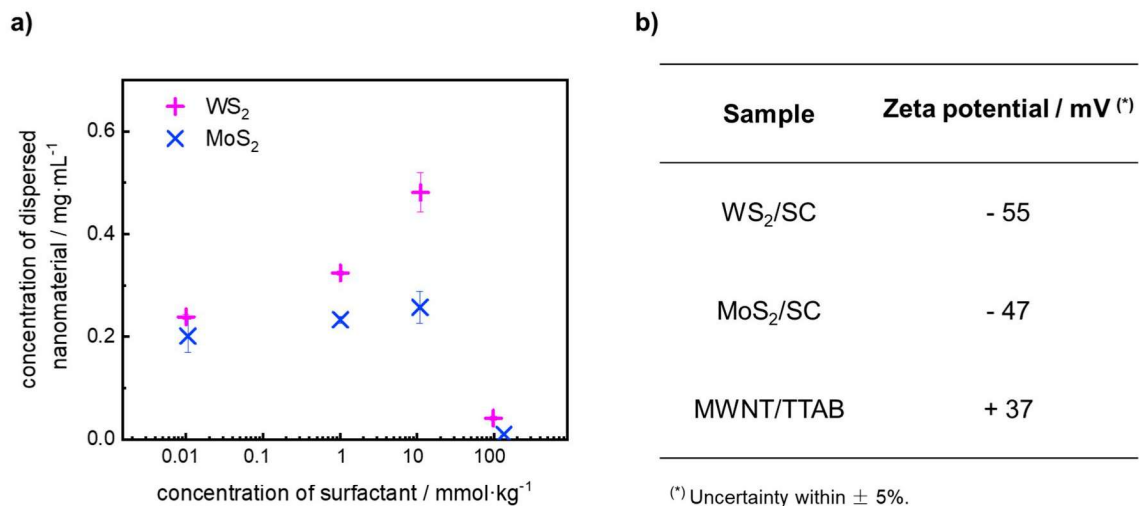 a)
WS₂
MoS₂
0.6
0.4
0.2
0.0
0.01 0.1 1 10 100
concentration of dispersed
nanomaterial / mg·mL⁻¹
concentration of surfactant / mmol·kg⁻¹
b)
Sample Zeta potential / mV (*)
WS₂/SC - 55
MoS₂/SC - 47
MWNT/TTAB + 37
(*) Uncertainty within ± 5%.